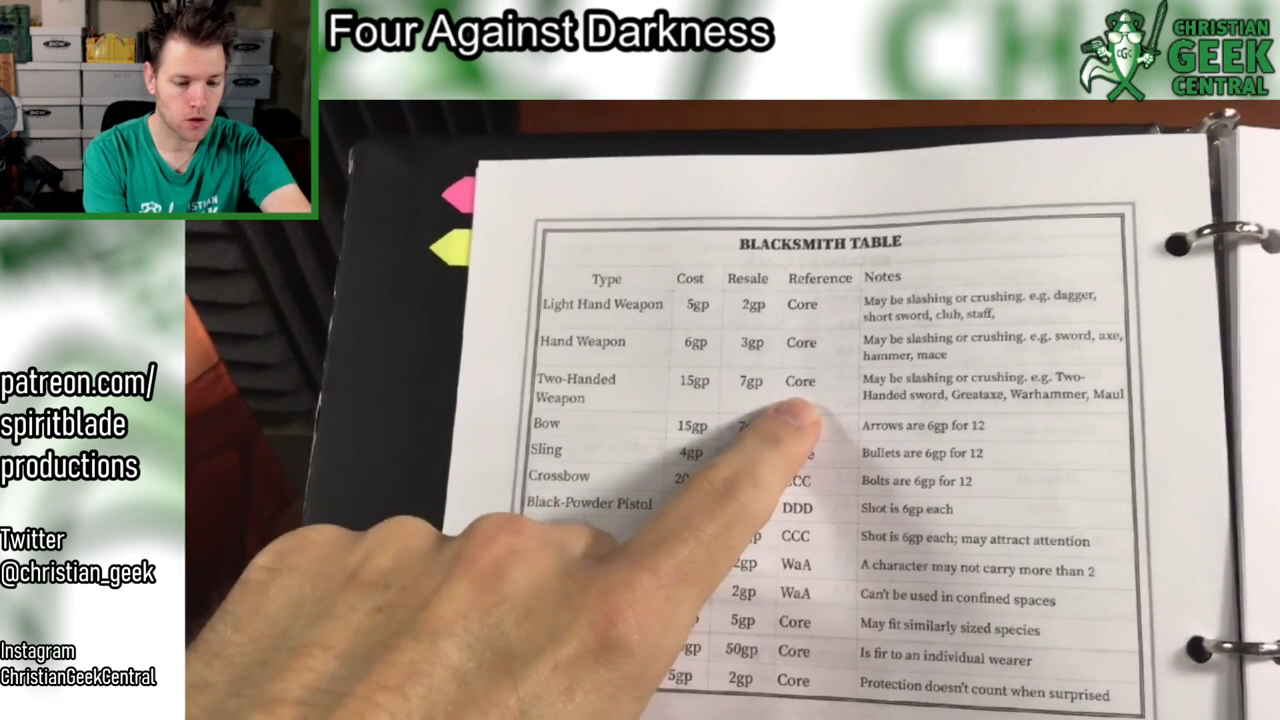 Four Against Darkness
CHRISTIAN
GEEK
CENTRAL
CGC
patreon.com/
spiritblade
productions
Twitter
@christian_geek
Instagram
ChristianGeekCentral
BLACKSMITH TABLE
Type Cost Resale Reference Notes
Light Hand Weapon 5gp 2gp Core May be slashing or crushing. e.g. dagger,
short sword, club, staff,
Hand Weapon 6gp 3gp Core May be slashing or crushing. e.g. sword, axe,
hammer, mace
Two-Handed
Weapon 15gp 7gp Core May be slashing or crushing. e.g. Two-
Handed sword, Greataxe, Warhammer, Maul
Bow 15gp Arrows are 6gp for 12
Sling 4gp Bullets are 6gp for 12
Crossbow Bolts are 6gp for 12
Black-Powder Pistol DDD Shot is 6gp each
CCC Shot is 6gp each; may attract attention
WaA A character may not carry more than 2
2gp WaA Can't be used in confined spaces
5gp Core May fit similarly sized species
50gp Core Is fir to an individual wearer
2gp Core Protection doesn't count when surprised